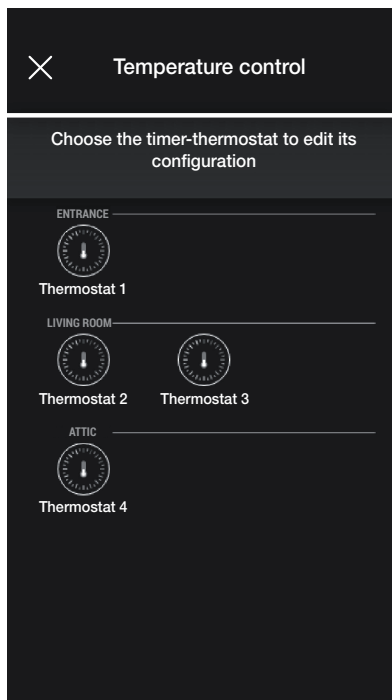 Temperature control
Choose the timer-thermostat to edit its
configuration
ENTRANCE
Thermostat 1
LIVING ROOM
Thermostat 2 Thermostat 3
ATTIC
Thermostat 4